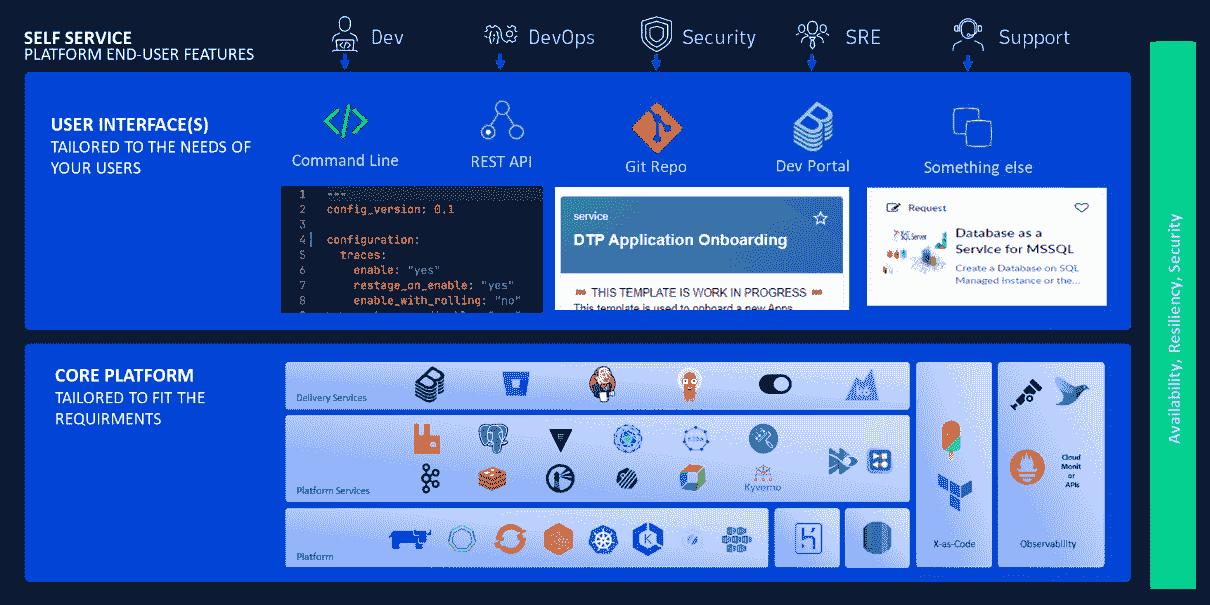 SELF SERVICE
PLATFORM END-USER FEATURES
Dev
DevOps
Security
SRE
Support
USER INTERFACE(S)
TAILORED TO THE NEEDS OF
YOUR USERS
Command Line
REST API
Git Repo
Dev Portal
Something else
1 ---
2 config_version: 0.1
3
4 configuration:
5 traces:
6 enable: "yes"
7 restage_on_enable: "yes"
8 enable_with_rolling: "no"
service
DTP Application Onboarding
THIS TEMPLATE IS WORK IN PROGRESS
This template is used to onboard a new Apps
Request
SQL Server
Database as a
Service for MSSQL
Create a Database on SQL
Managed Instance or the...
CORE PLATFORM
TAILORED TO FIT THE
REQUIRMENTS
Delivery Services
Platform Services
Kyverno
Platform
X-as-Code
Cloud
Monit
or
APIs
Observability
Availability, Resiliency, Security